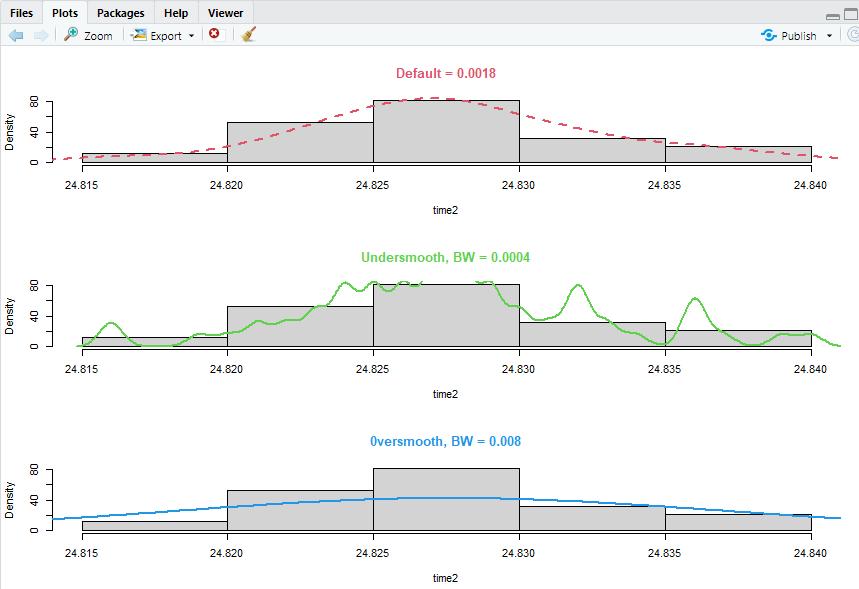 Files Plots Packages Help Viewer
Zoom Export Publish
Default = 0.0018
Density
0 40 80
24.815 24.820 24.825 24.830 24.835 24.840
time2
Undersmooth, BW = 0.0004
Density
0 40 80
24.815 24.820 24.825 24.830 24.835 24.840
time2
0versmooth, BW = 0.008
Density
0 40 80
24.815 24.820 24.825 24.830 24.835 24.840
time2